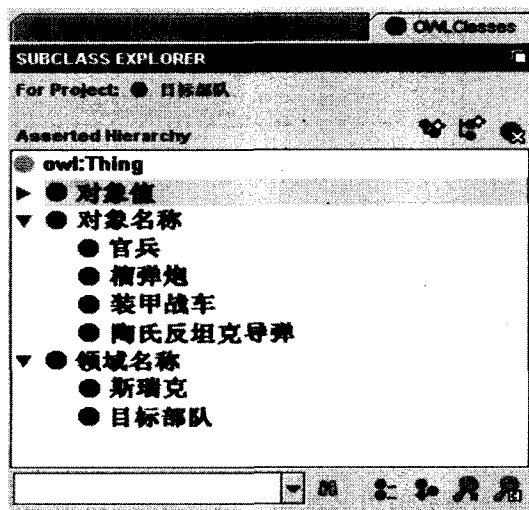 OWLClasses
SUBCLASS EXPLORER
For Project: 目标部队
Asserted Hierarchy
owl:Thing
对象值
对象名称
官兵
榴弹炮
装甲战车
陶氏反坦克导弹
领域名称
斯瑞克
目标部队